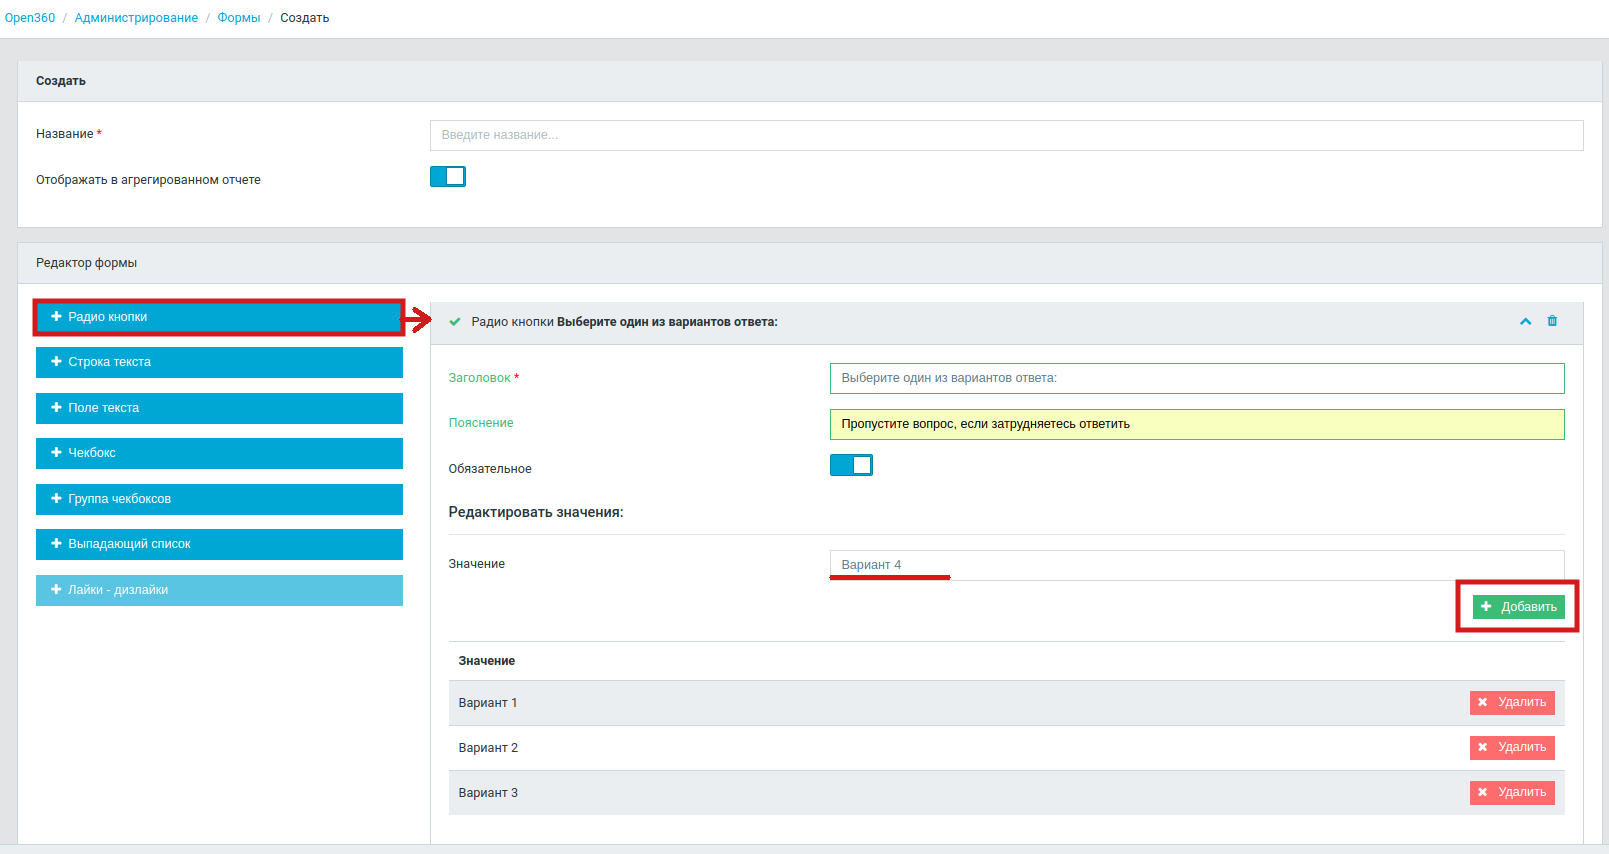 Open360 / Администрирование / Формы / Создать
Создать
Название *
Введите название...
Отображать в агрегированном отчете
Редактор формы
Радио кнопки
Строка текста
Поле текста
Чекбокс
Группа чекбоксов
Выпадающий список
Лайки - дизлайки
Радио кнопки Выберите один из вариантов ответа:
Заголовок *
Выберите один из вариантов ответа:
Пояснение
Пропустите вопрос, если затрудняетесь ответить
Обязательное
Редактировать значения:
Значение
Вариант 4
Добавить
Значение
Вариант 1
Удалить
Вариант 2
Удалить
Вариант 3
Удалить